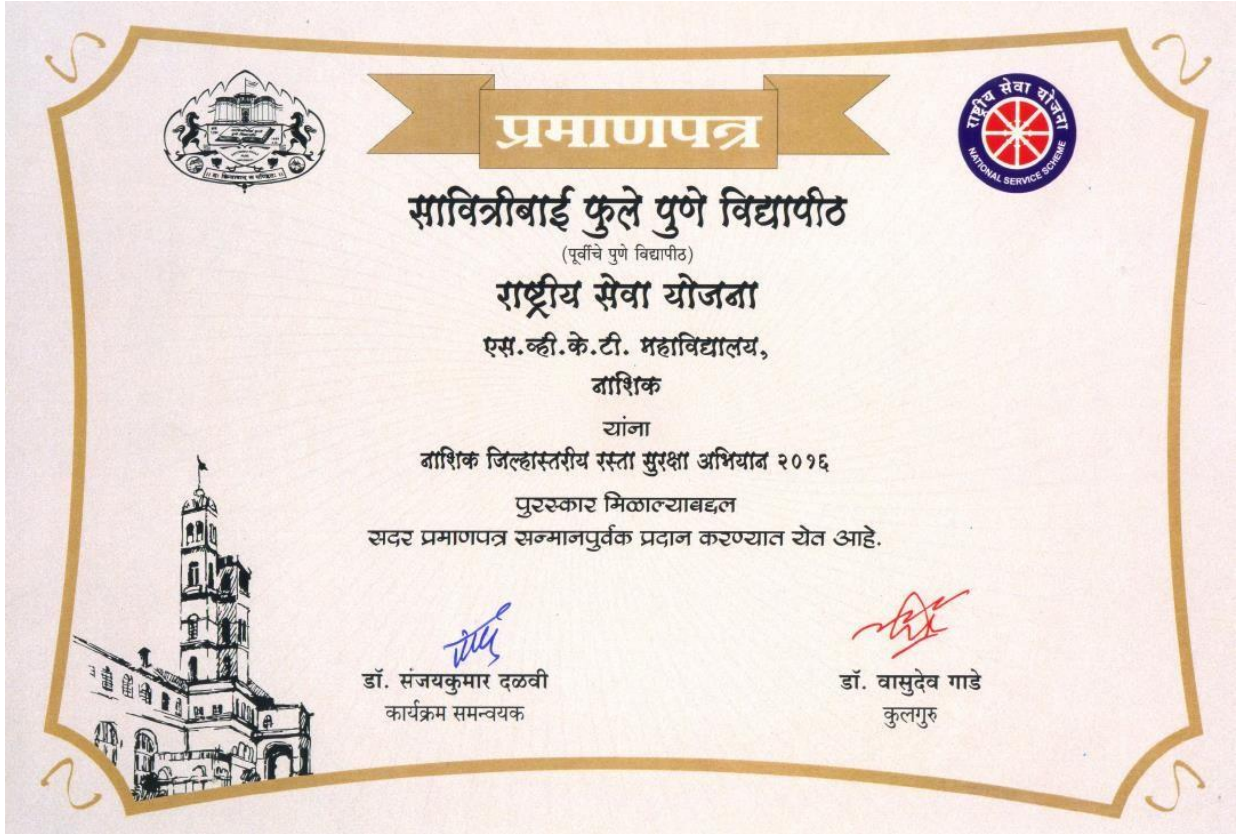 प्रमाणपत्र
राष्ट्रीय सेवा योजना
NATIONAL SERVICE SCHEME
सावित्रीबाई फुले पुणे विद्यापीठ
(पूर्वीचे पुणे विद्यापीठ)
राष्ट्रीय सेवा योजना
एस.व्ही.के.टी. महाविद्यालय,
नाशिक
यांना
नाशिक जिल्हास्तरीय रस्ता सुरक्षा अभियान २०१६
पुरस्कार मिळाल्याबद्दल
सदर प्रमाणपत्र सन्मानपुर्वक प्रदान करण्यात येत आहे.
डॉ. संजयकुमार दळवी
कार्यक्रम समन्वयक
डॉ. वासुदेव गाडे
कुलगुरु